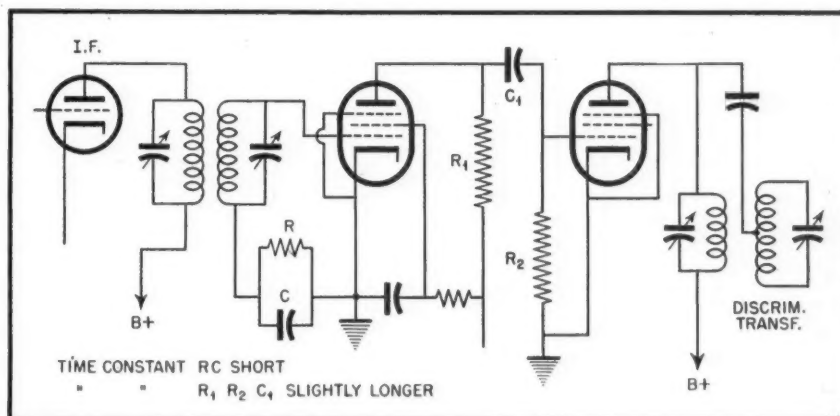 I.F.
C₁
R₁
R
R₂
C
B+
DISCRIM.
TRANSF.
B+
TIME CONSTANT RC SHORT
" " R₁ R₂ C₁ SLIGHTLY LONGER